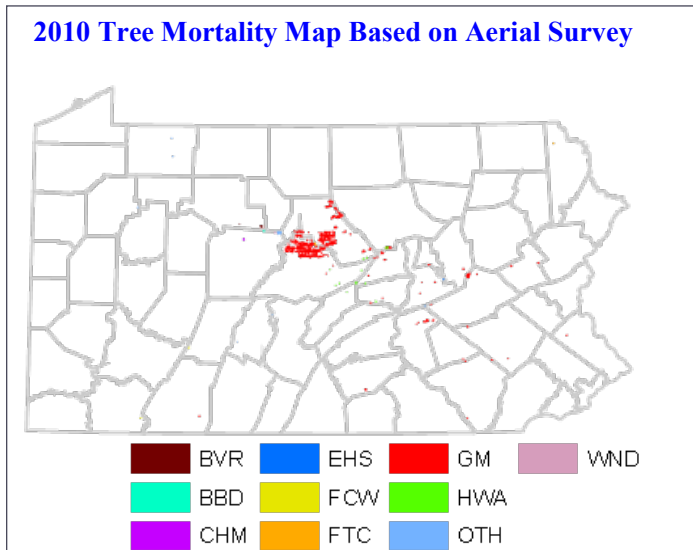 2010 Tree Mortality Map Based on Aerial Survey
BVR EHS GM WND
BBD FCW HWA
CHM FTC OTH